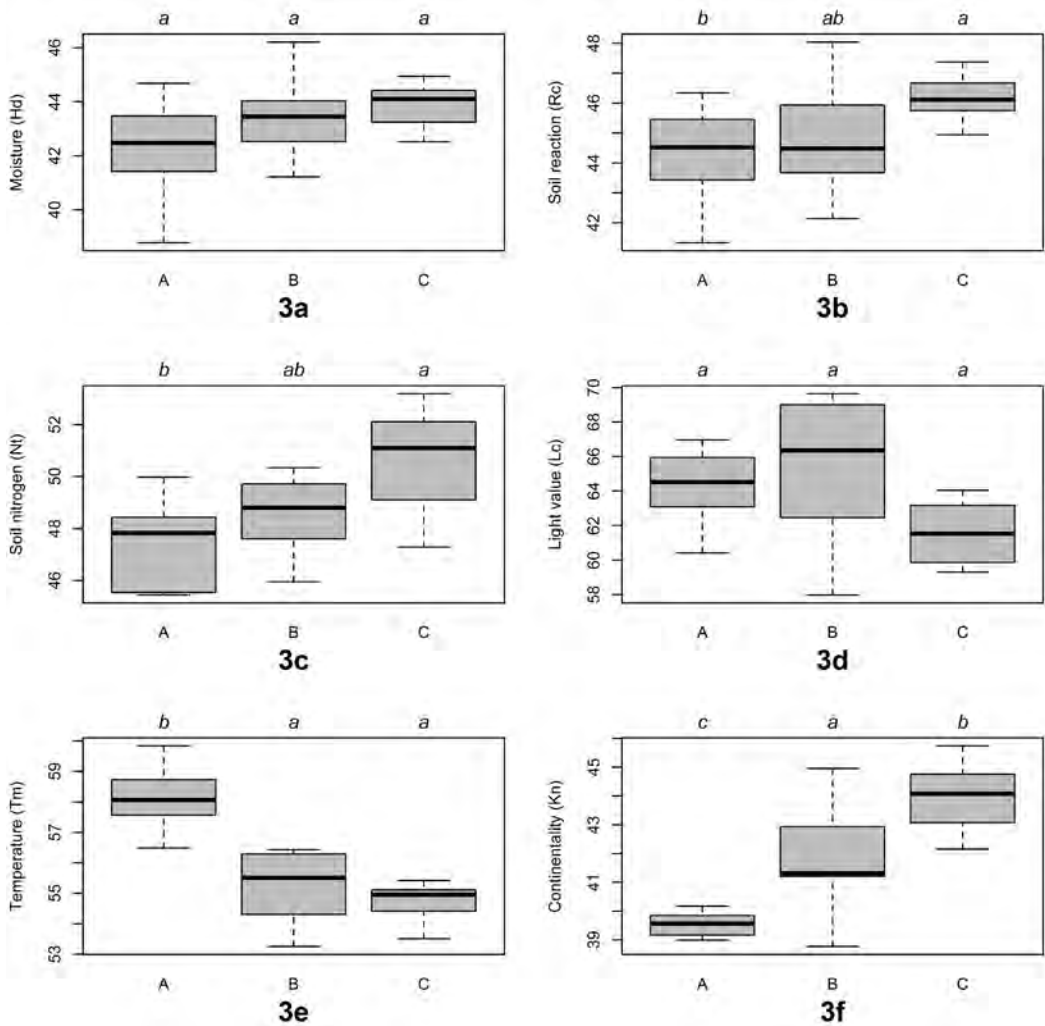 a a a
Moisture (Hd)
46
44
42
40
A B C
3a
b ab a
Soil reaction (Rc)
48
46
44
42
A B C
3b
b ab a
Soil nitrogen (Nt)
52
50
48
46
A B C
3c
a a a
Light value (Lc)
70
68
66
64
62
60
58
A B C
3d
b a a
Temperature (Tm)
59
57
55
53
A B C
3e
c a b
Continentality (Kn)
45
43
41
39
A B C
3f